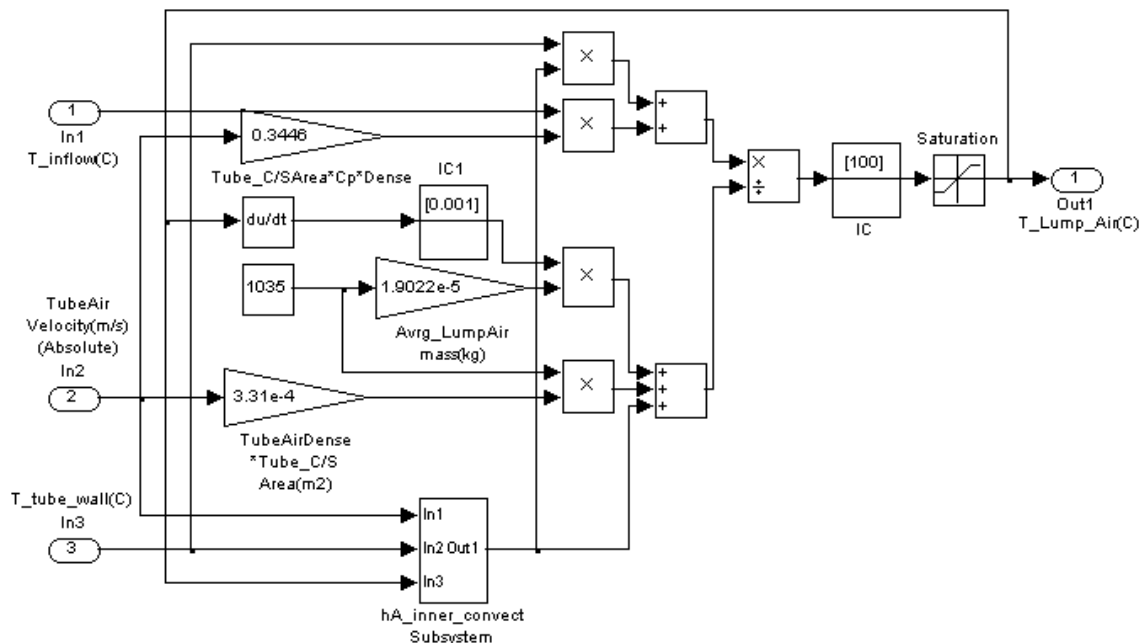 1
In1
T_inflow(C)
0.3446
Tube_C/SArea*Cp*Dense
×
×
+
+
Saturation
×
÷
[100]
IC
1
Out1
T_Lump_Air(C)
IC1
[0.001]
du/dt
1035
1.9022e-5
Avrg_LumpAir
mass(kg)
×
TubeAir
Velocity(m/s)
(Absolute)
In2
2
3.31e-4
TubeAirDense
*Tube_C/S
Area(m2)
×
+
+
+
T_tube_wall(C)
In3
3
In1
In2 Out1
In3
hA_inner_convect
Subsystem